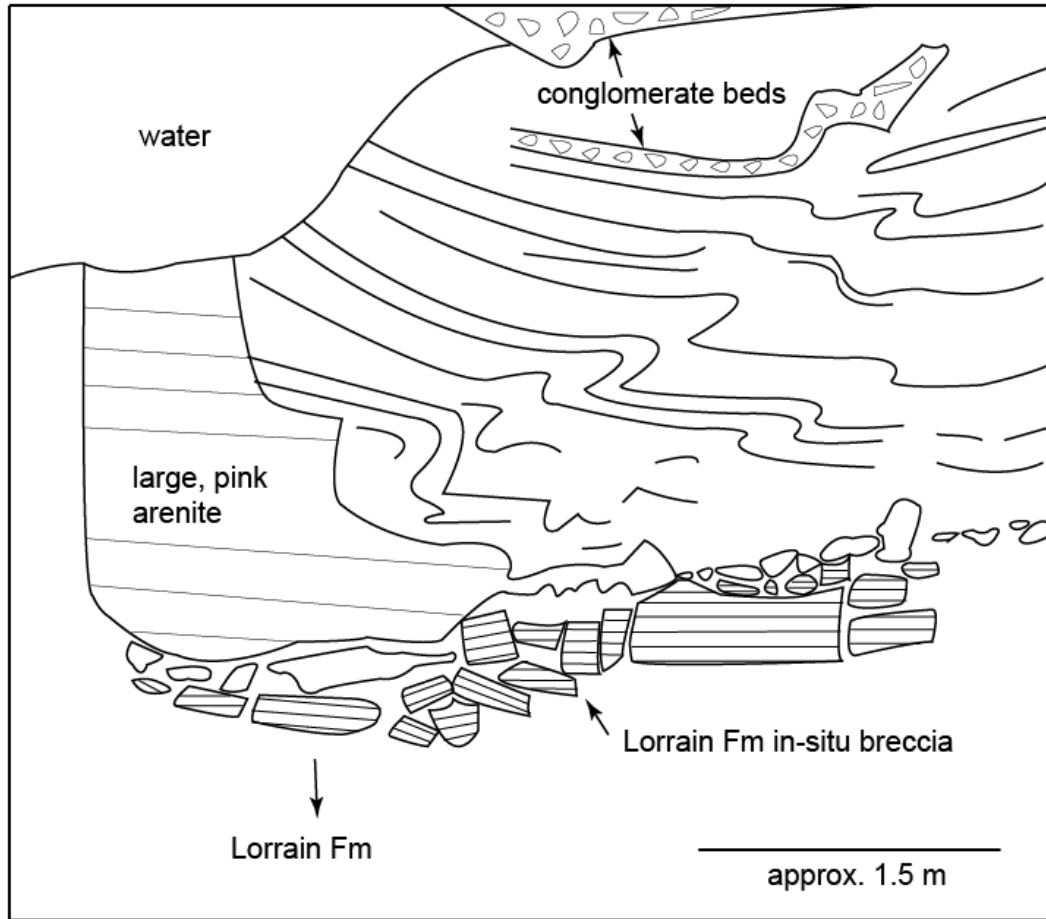 conglomerate beds
water
large, pink
arenite
Lorrain Fm in-situ breccia
Lorrain Fm
approx. 1.5 m